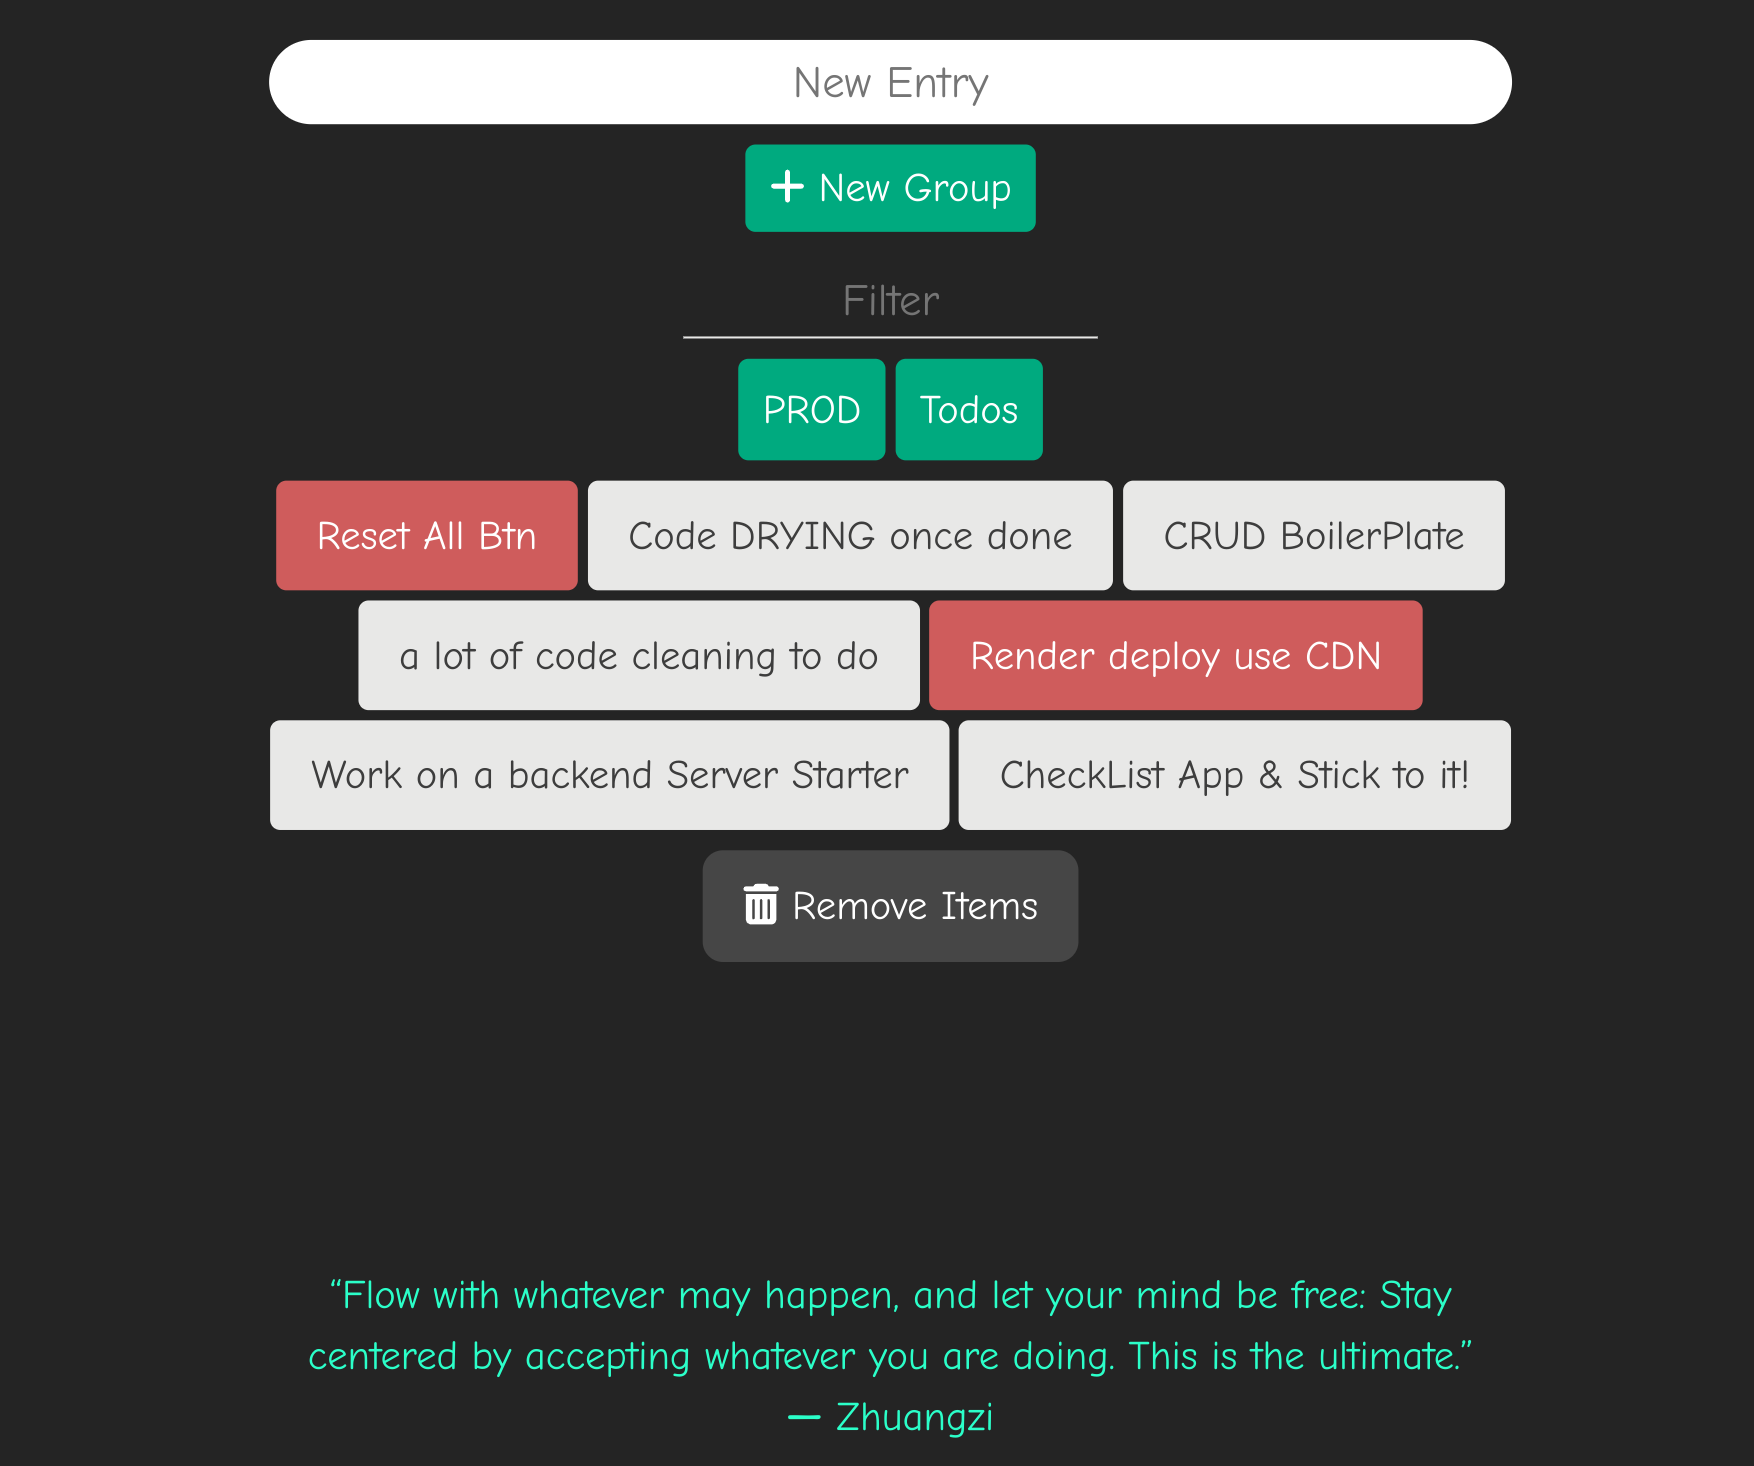 New Entry
New Group
Filter
PROD Todos
Reset All Btn Code DRYING once done CRUD BoilerPlate
a lot of code cleaning to do Render deploy use CDN
Work on a backend Server Starter CheckList App & Stick to it!
Remove Items
“Flow with whatever may happen, and let your mind be free: Stay
centered by accepting whatever you are doing. This is the ultimate.”
— Zhuangzi